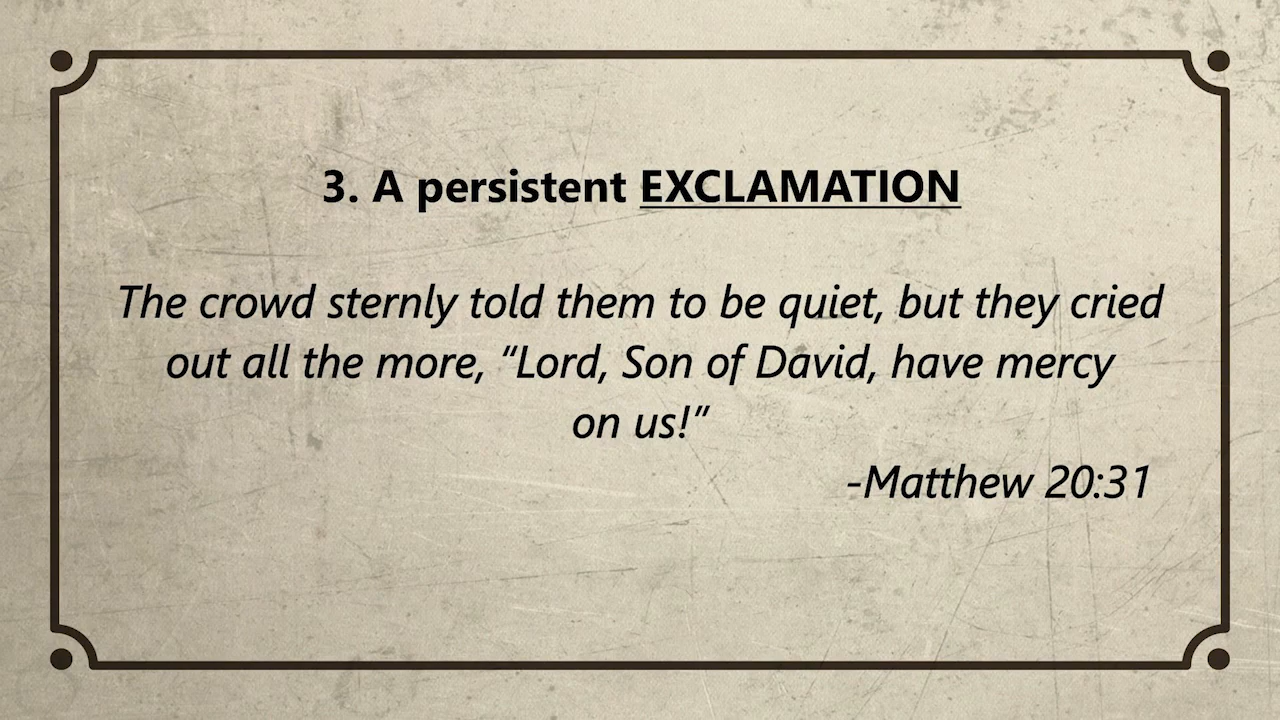 3. A persistent EXCLAMATION
The crowd sternly told them to be quiet, but they cried
out all the more, “Lord, Son of David, have mercy
on us!”
-Matthew 20:31